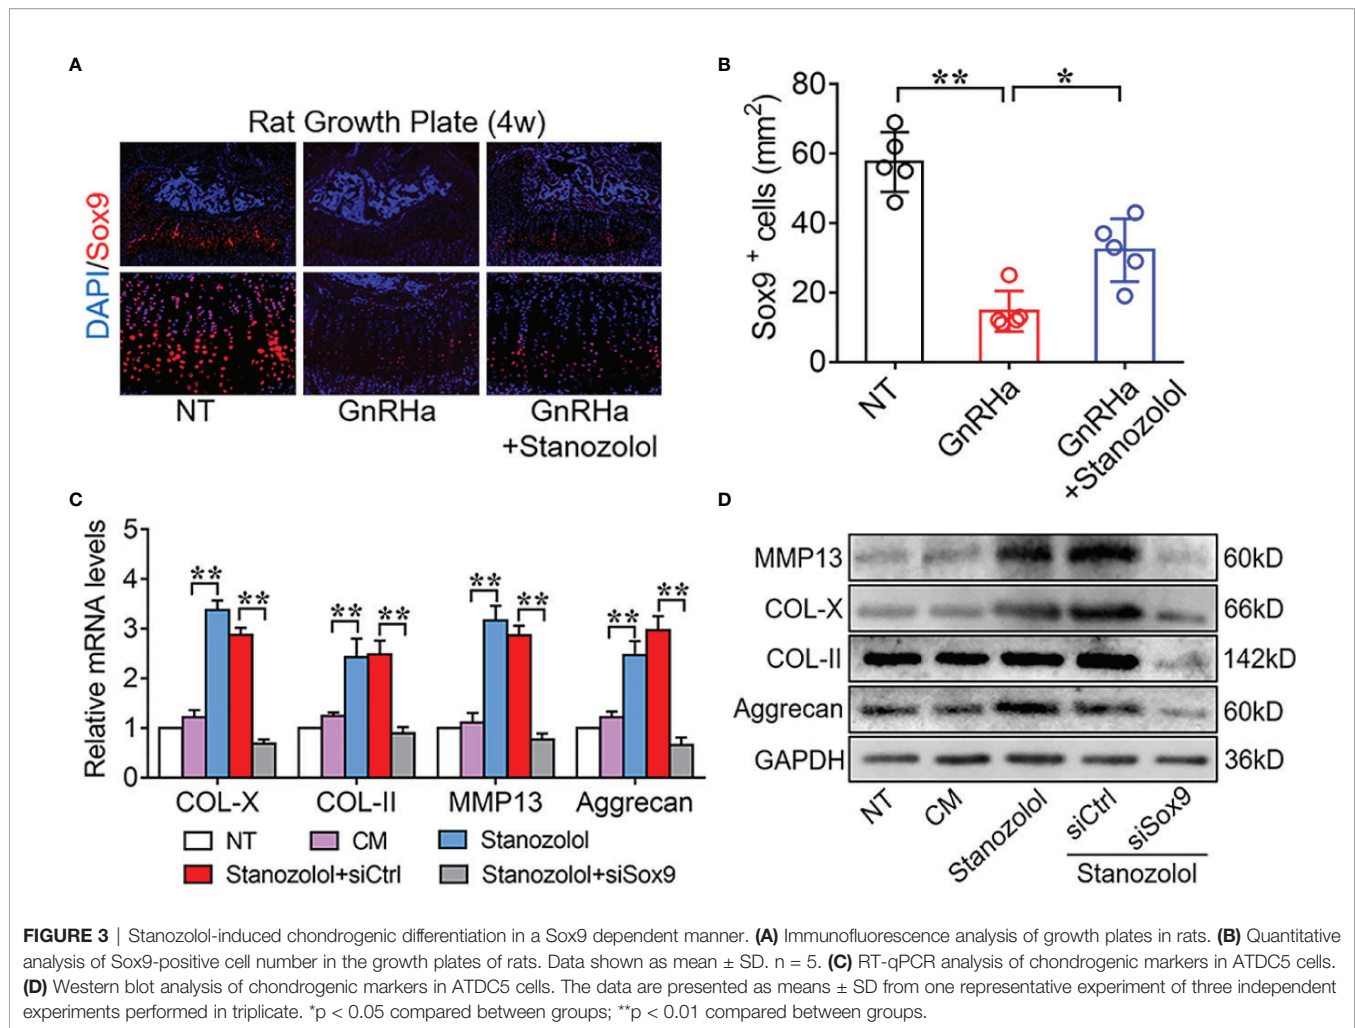 A
Rat Growth Plate (4w)
DAPI/Sox9
NT
GnRHa
GnRHa
+Stanozolol
B
Sox9 + cells (mm2)
80
60
40
20
0
**
*
NT
GnRHa
GnRHa
+Stanozolol
C
Relative mRNA levels
5
4
3
2
1
0
** ** ** ** ** ** ** **
COL-X COL-II MMP13 Aggrecan
NT CM Stanozolol
Stanozolol+siCtrl Stanozolol+siSox9
D
MMP13 60kD
COL-X 66kD
COL-II 142kD
Aggrecan 60kD
GAPDH 36kD
NT CM Stanozolol siCtrl siSox9
Stanozolol
FIGURE 3 | Stanozolol-induced chondrogenic differentiation in a Sox9 dependent manner. (A) Immunofluorescence analysis of growth plates in rats. (B) Quantitative
analysis of Sox9-positive cell number in the growth plates of rats. Data shown as mean ± SD. n = 5. (C) RT-qPCR analysis of chondrogenic markers in ATDC5 cells.
(D) Western blot analysis of chondrogenic markers in ATDC5 cells. The data are presented as means ± SD from one representative experiment of three independent
experiments performed in triplicate. *p < 0.05 compared between groups; **p < 0.01 compared between groups.